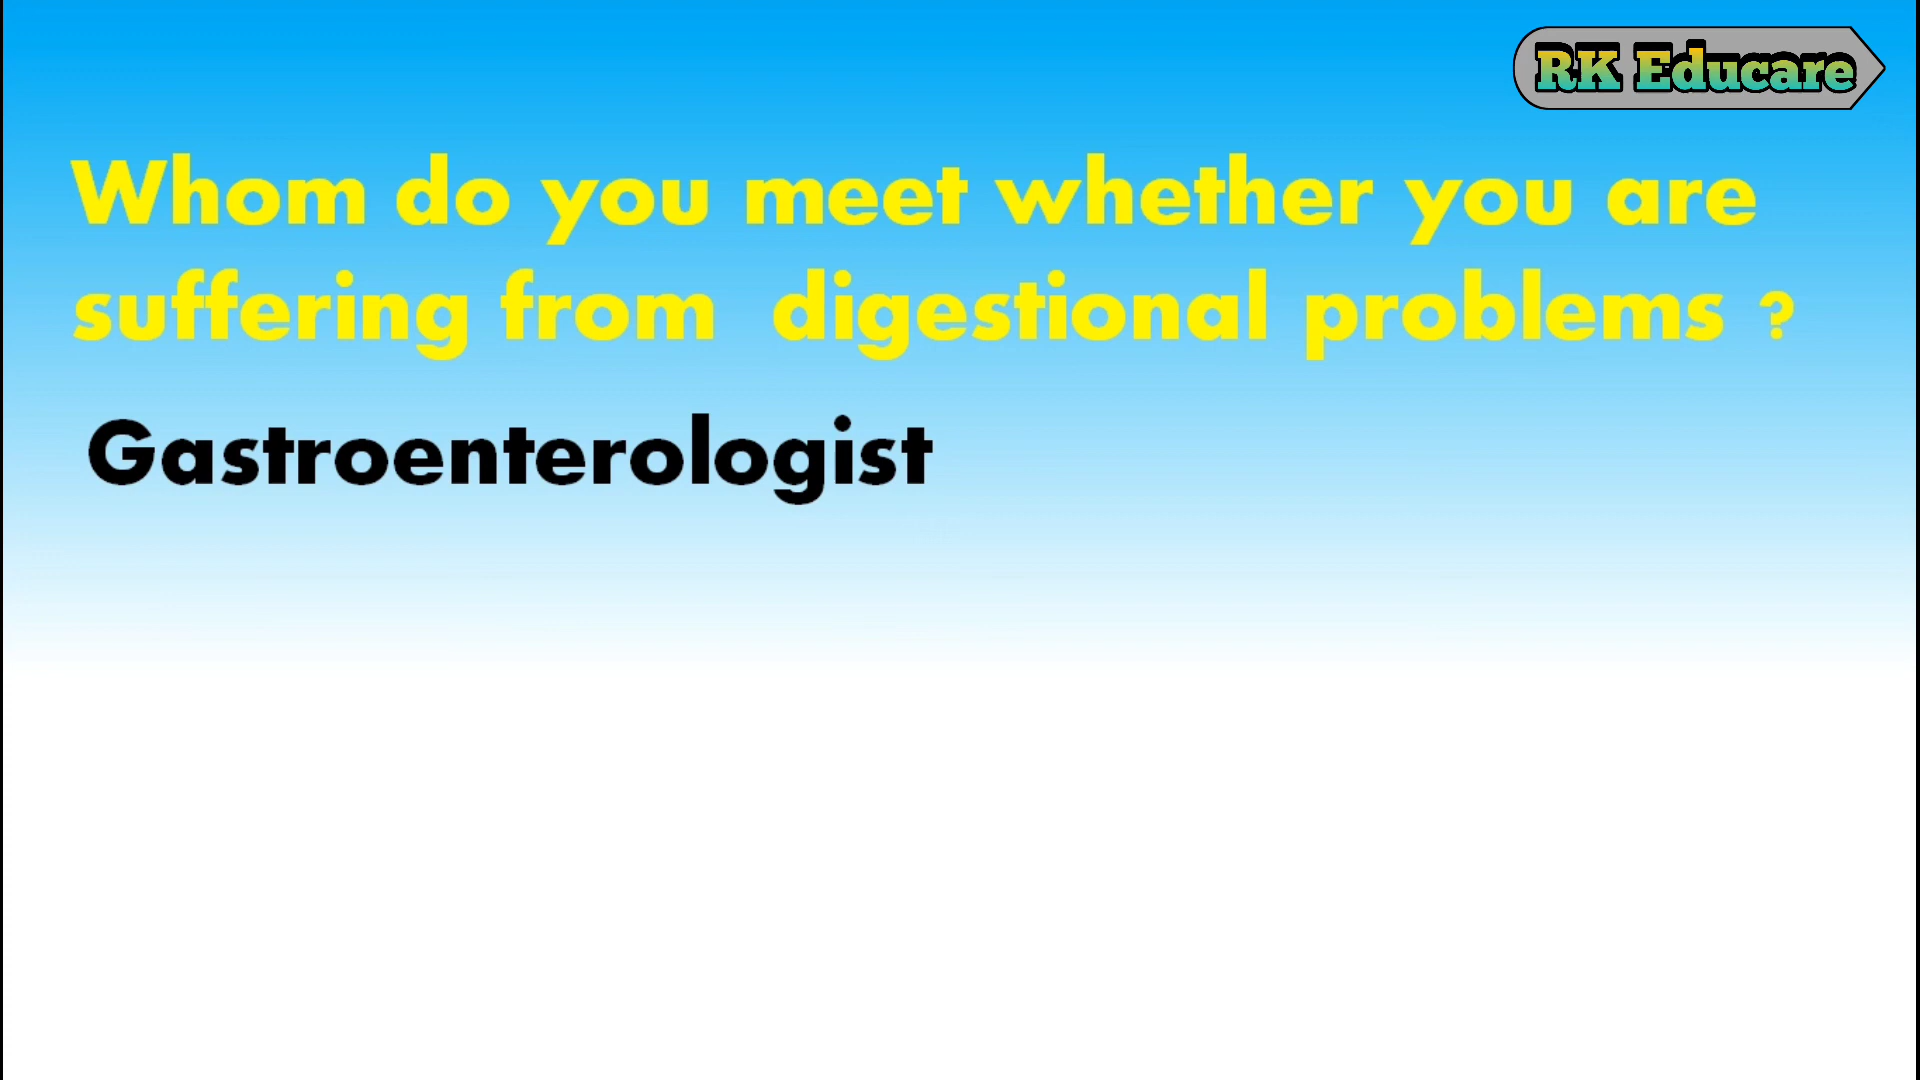 RK Educare
Whom do you meet whether you are
suffering from digestional problems ?
Gastroenterologist